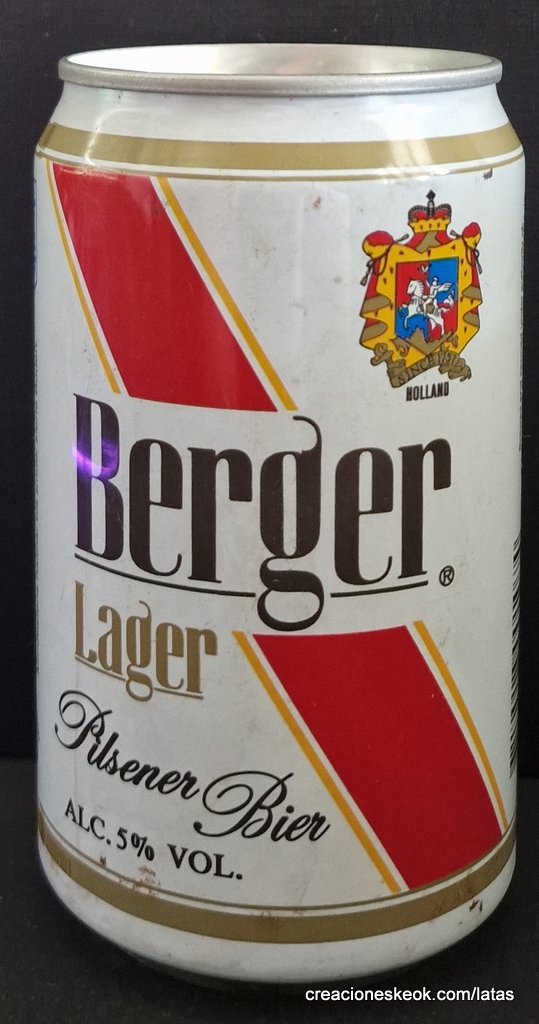 HOLLAND
Berger®
Lager
Pilsener Bier
ALC. 5% VOL.
creacioneskeok.com/latas